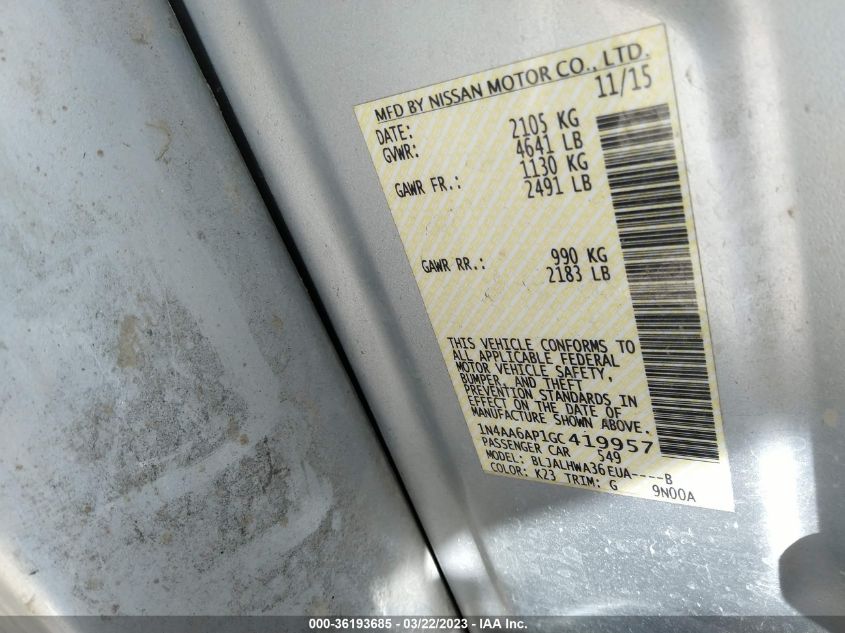 MFD BY NISSAN MOTOR CO., LTD.
DATE: 11/15
GVWR: 2105 KG
4641 LB
GAWR FR.: 1130 KG
2491 LB
GAWR RR.: 990 KG
2183 LB
THIS VEHICLE CONFORMS TO
ALL APPLICABLE FEDERAL
MOTOR VEHICLE SAFETY,
BUMPER, AND THEFT
PREVENTION STANDARDS IN
EFFECT ON THE DATE OF
MANUFACTURE SHOWN ABOVE.
1N4AA6AP1GC419957
PASSENGER CAR 549
MODEL: BLJALHWA36EUA----B
COLOR: K23 TRIM: G 9N00A
000-36193685 - 03/22/2023 - IAA Inc.